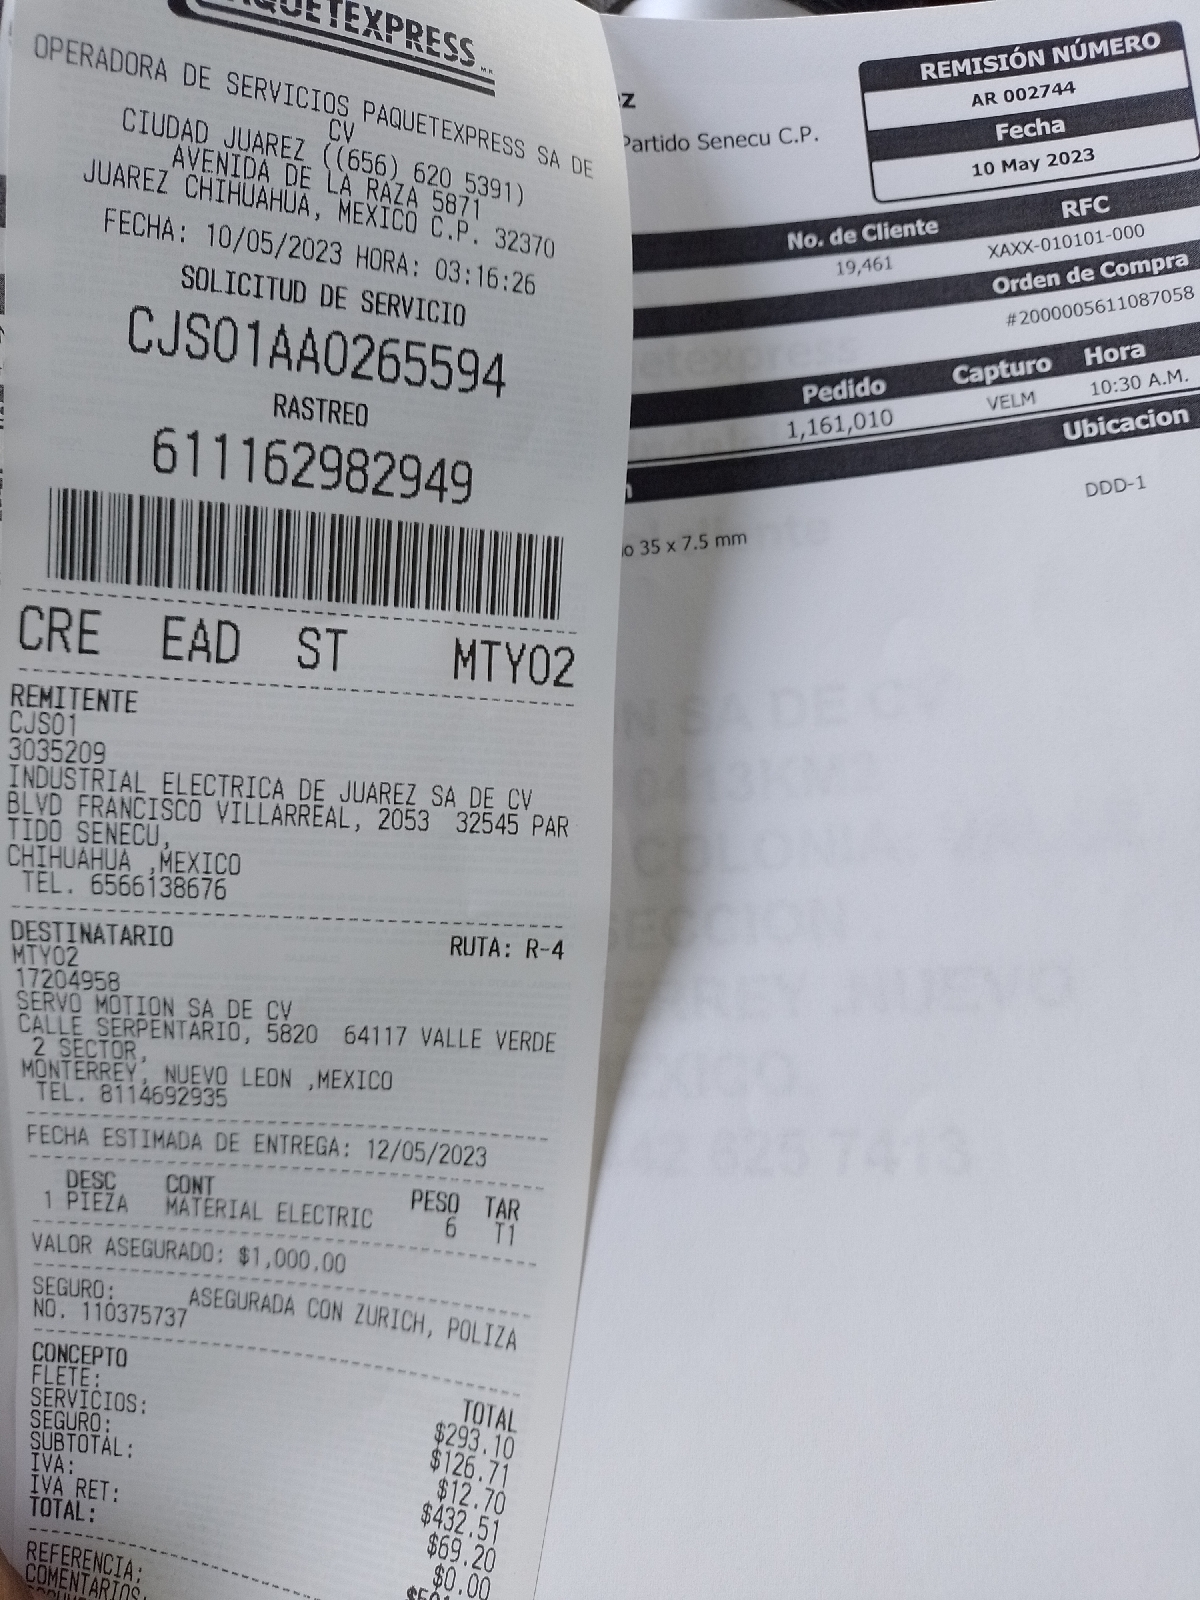 PAQUETEXPRESS
OPERADORA DE SERVICIOS PAQUETEXPRESS SA DE
CV
CIUDAD JUAREZ ((656) 620 5391)
AVENIDA DE LA RAZA 5871
JUAREZ CHIHUAHUA, MEXICO C.P. 32370
FECHA: 10/05/2023 HORA: 03:16:26
SOLICITUD DE SERVICIO
CJS01AA0265594
RASTREO
611162982949
CRE EAD ST MTY02
REMITENTE
CJS01
3035209
INDUSTRIAL ELECTRICA DE JUAREZ SA DE CV
BLVD FRANCISCO VILLARREAL, 2053 32545 PAR
TIDO SENECU,
CHIHUAHUA ,MEXICO
TEL. 6566138676
DESTINATARIO RUTA: R-4
MTY02
17204958
SERVO MOTION SA DE CV
CALLE SERPENTARIO, 5820 64117 VALLE VERDE
2 SECTOR,
MONTERREY, NUEVO LEON ,MEXICO
TEL. 8114692935
FECHA ESTIMADA DE ENTREGA: 12/05/2023
DESC CONT PESO TAR
1 PIEZA MATERIAL ELECTRIC 6 T1
VALOR ASEGURADO: $1,000.00
SEGURO: ASEGURADA CON ZURICH, POLIZA
NO. 110375737
CONCEPTO TOTAL
FLETE: $293.10
SERVICIOS: $126.71
SEGURO: $12.70
SUBTOTAL: $432.51
IVA: $69.20
IVA RET: $0.00
TOTAL:
REFERENCIA:
COMENTARIOS:
REMISIÓN NÚMERO
AR 002744
Fecha
10 May 2023
Partido Senecu C.P.
No. de Cliente RFC
19,461 XAXX-010101-000
Orden de Compra
#2000005611087058
Pedido Capturo Hora
1,161,010 VELM 10:30 A.M.
Ubicacion
DDD-1
35 x 7.5 mm